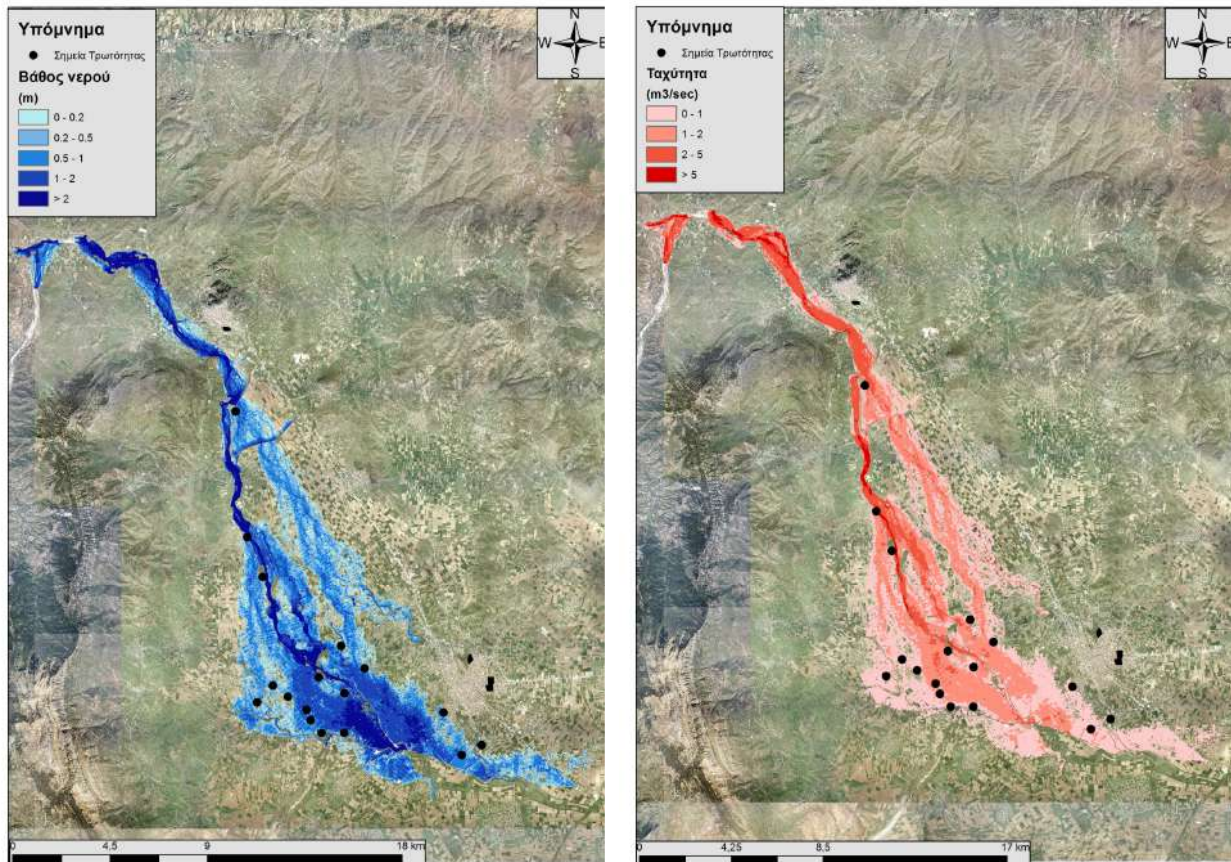 Υπόμνημα
Σημεία Τρωτότητας
Βάθος νερού
(m)
0 - 0.2
0.2 - 0.5
0.5 - 1
1 - 2
> 2
N
W E
S
0 4,5 9 18 km
Υπόμνημα
Σημεία Τρωτότητας
Ταχύτητα
(m3/sec)
0 - 1
1 - 2
2 - 5
> 5
N
W E
S
0 4,25 8,5 17 km